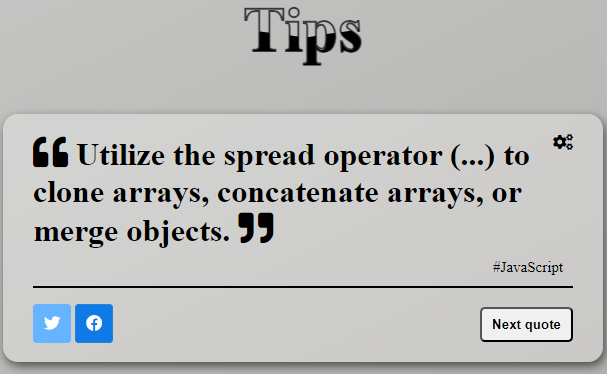 Tips
“ Utilize the spread operator (...) to
clone arrays, concatenate arrays, or
merge objects. ”
#JavaScript
Next quote